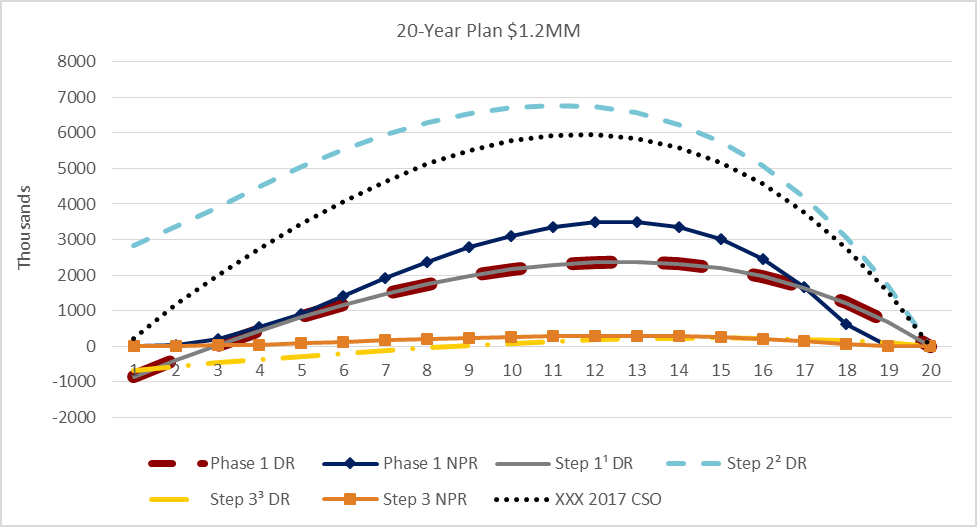 20-Year Plan $1.2MM
8000
7000
6000
5000
4000
3000
2000
1000
0
-1000
-2000
Thousands
1 2 3 4 5 6 7 8 9 10 11 12 13 14 15 16 17 18 19 20
Phase 1 DR Phase 1 NPR Step 1¹ DR Step 2² DR
Step 3³ DR Step 3 NPR XXX 2017 CSO